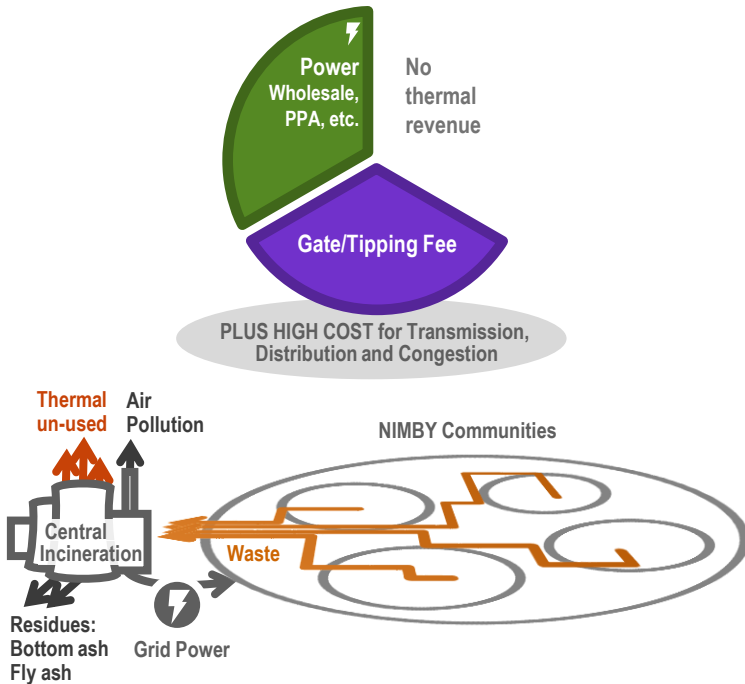 Power
Wholesale,
PPA, etc.
No
thermal
revenue
Gate/Tipping Fee
PLUS HIGH COST for Transmission,
Distribution and Congestion
Thermal
un-used
Air
Pollution
NIMBY Communities
Central
Incineration
Waste
Residues:
Bottom ash
Fly ash
Grid Power